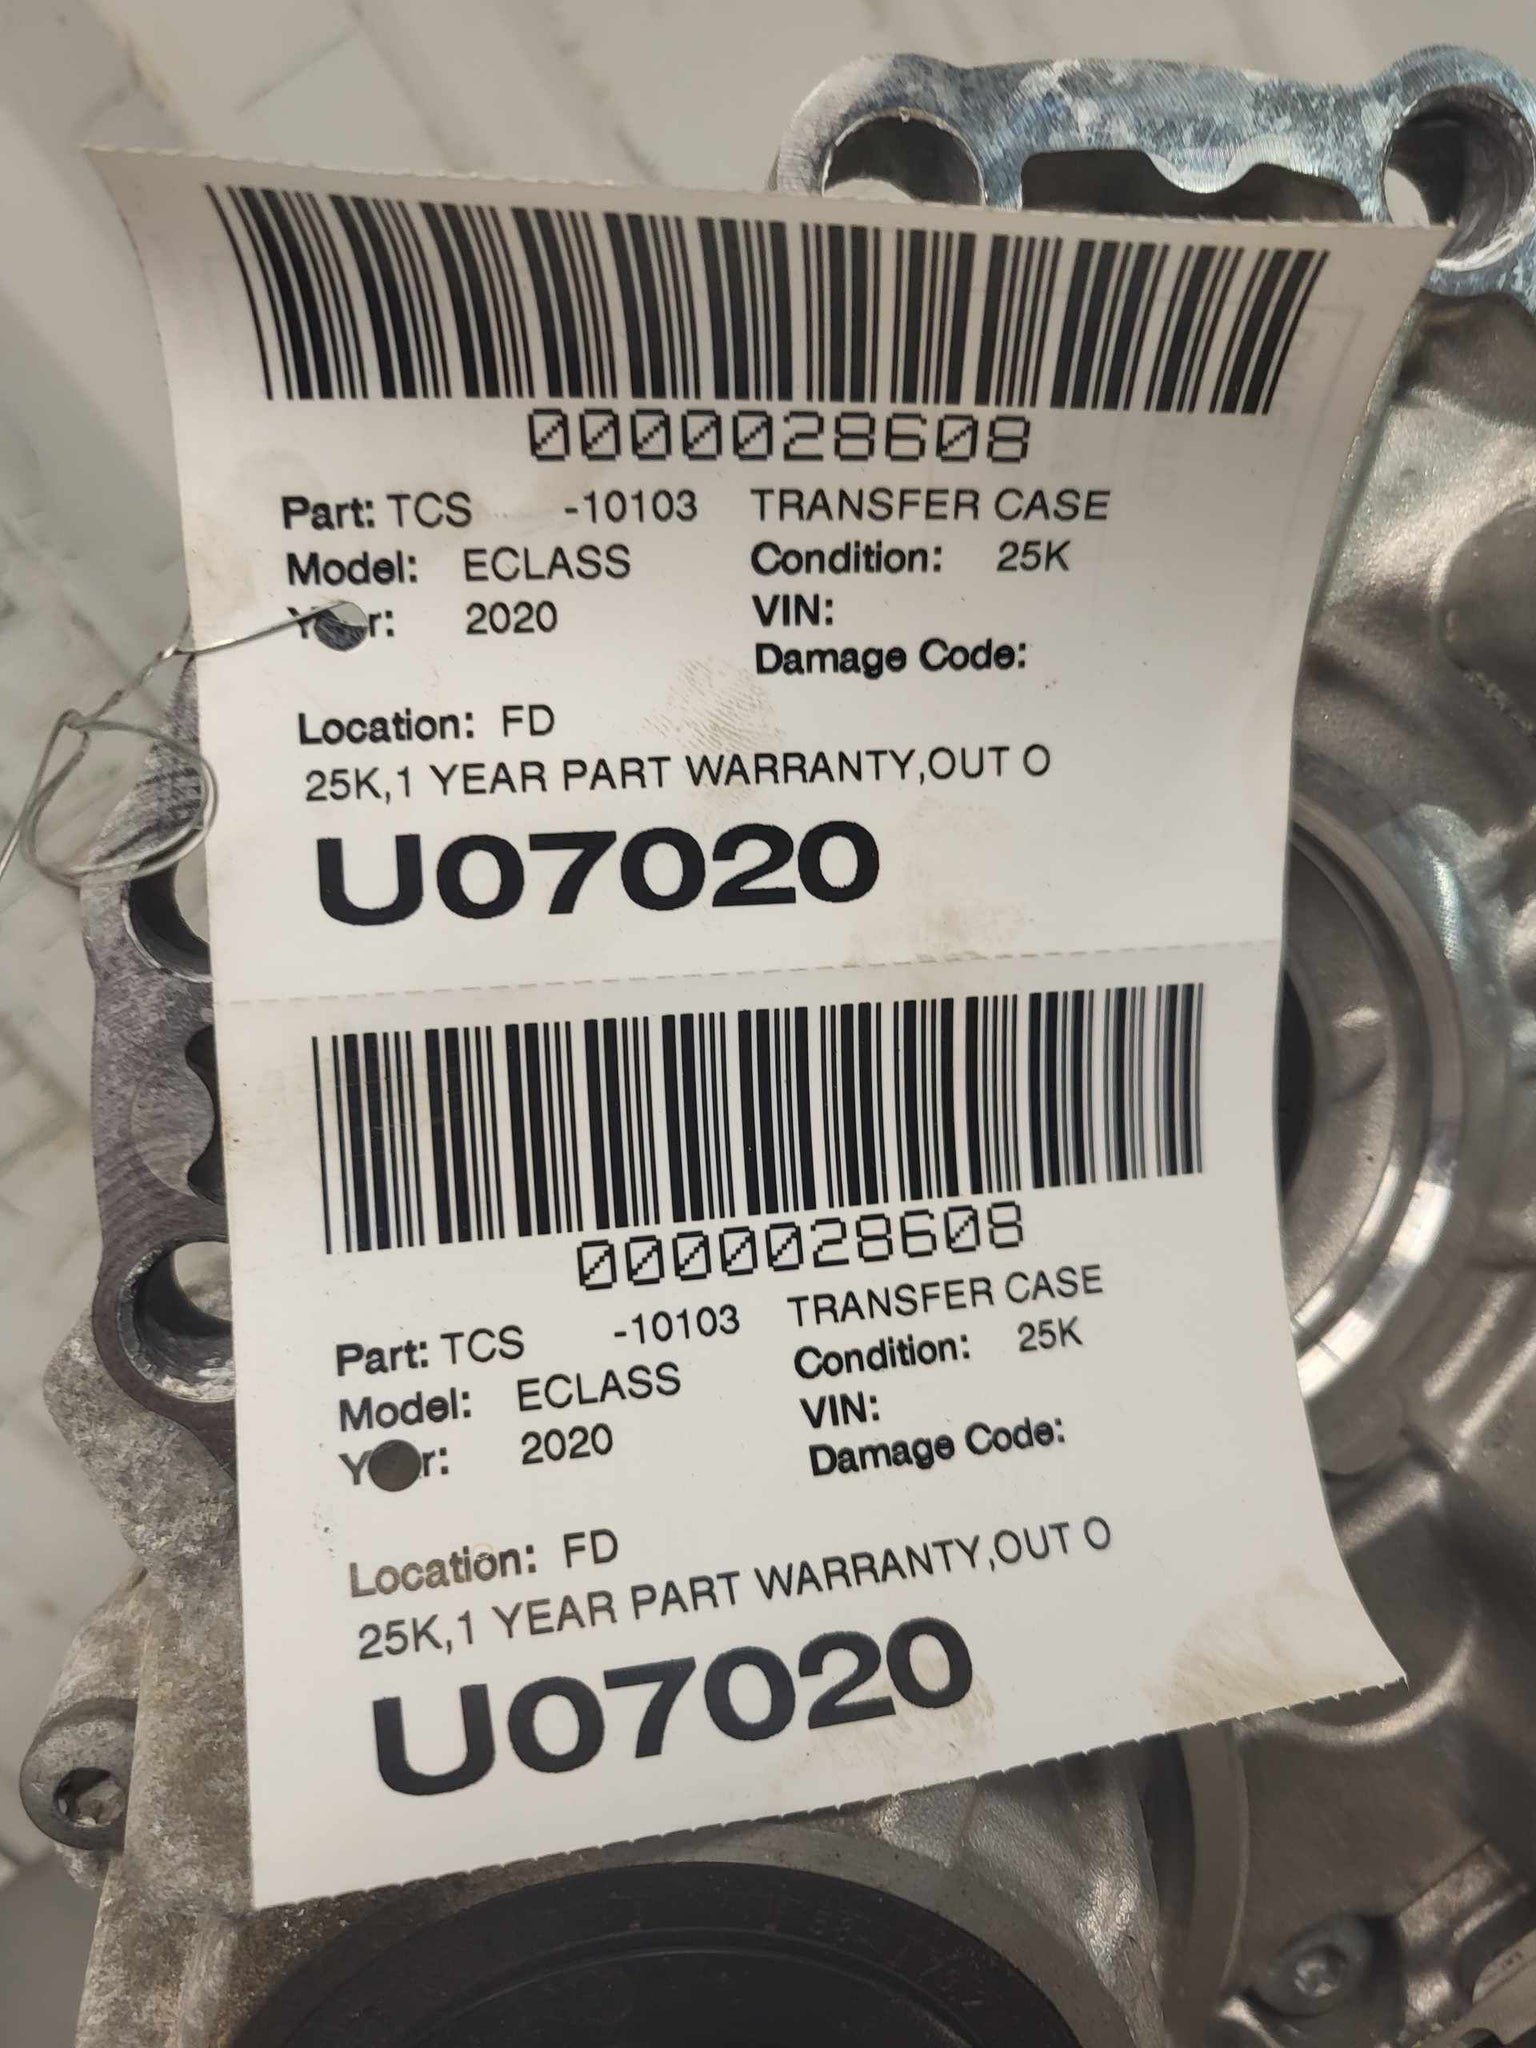 0000028608
Part: TCS -10103 TRANSFER CASE
Model: ECLASS Condition: 25K
Year: 2020 VIN:
Damage Code:
Location: FD
25K,1 YEAR PART WARRANTY,OUT O
U07020
0000028608
Part: TCS -10103 TRANSFER CASE
Model: ECLASS Condition: 25K
Year: 2020 VIN:
Damage Code:
Location: FD
25K,1 YEAR PART WARRANTY,OUT O
U07020